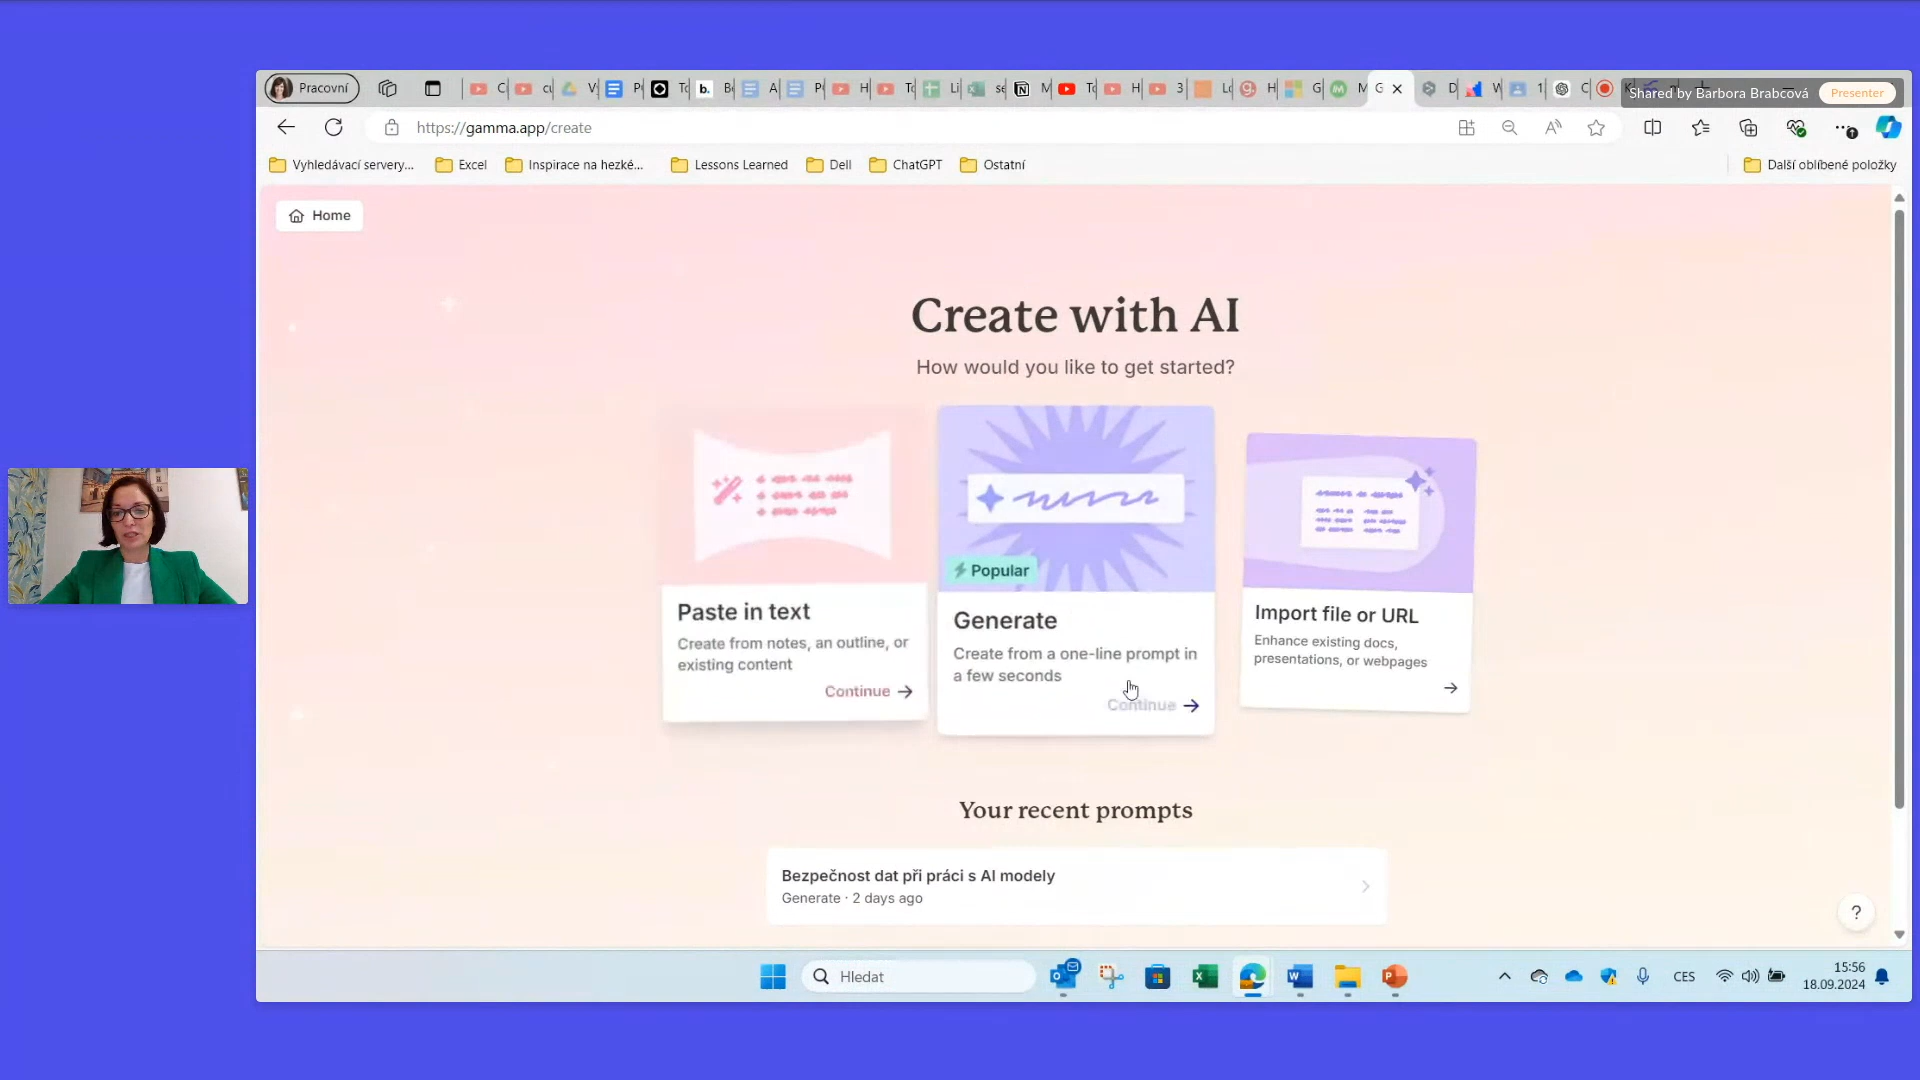 Pracovní
Shared by Barbora Brabcová
Presenter
https://gamma.app/create
Vyhledávací servery...
Excel
Inspirace na hezké...
Lessons Learned
Dell
ChatGPT
Ostatní
Další oblíbené položky
Home
Create with AI
How would you like to get started?
Paste in text
Create from notes, an outline, or
existing content
Continue
Popular
Generate
Create from a one-line prompt in
a few seconds
Continue
Import file or URL
Enhance existing docs,
presentations, or webpages
Your recent prompts
Bezpečnost dat při práci s AI modely
Generate · 2 days ago
?
Hledat
CES
15:56
18.09.2024